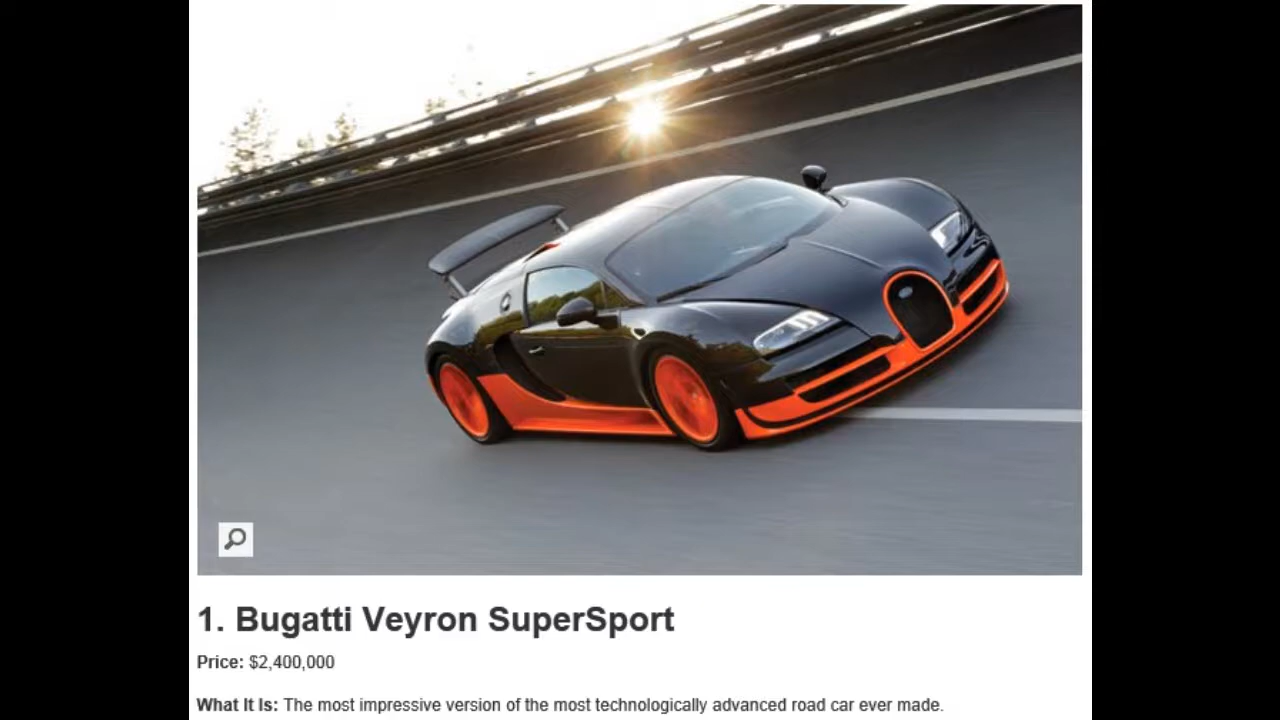 1. Bugatti Veyron SuperSport
Price: $2,400,000
What It Is: The most impressive version of the most technologically advanced road car ever made.